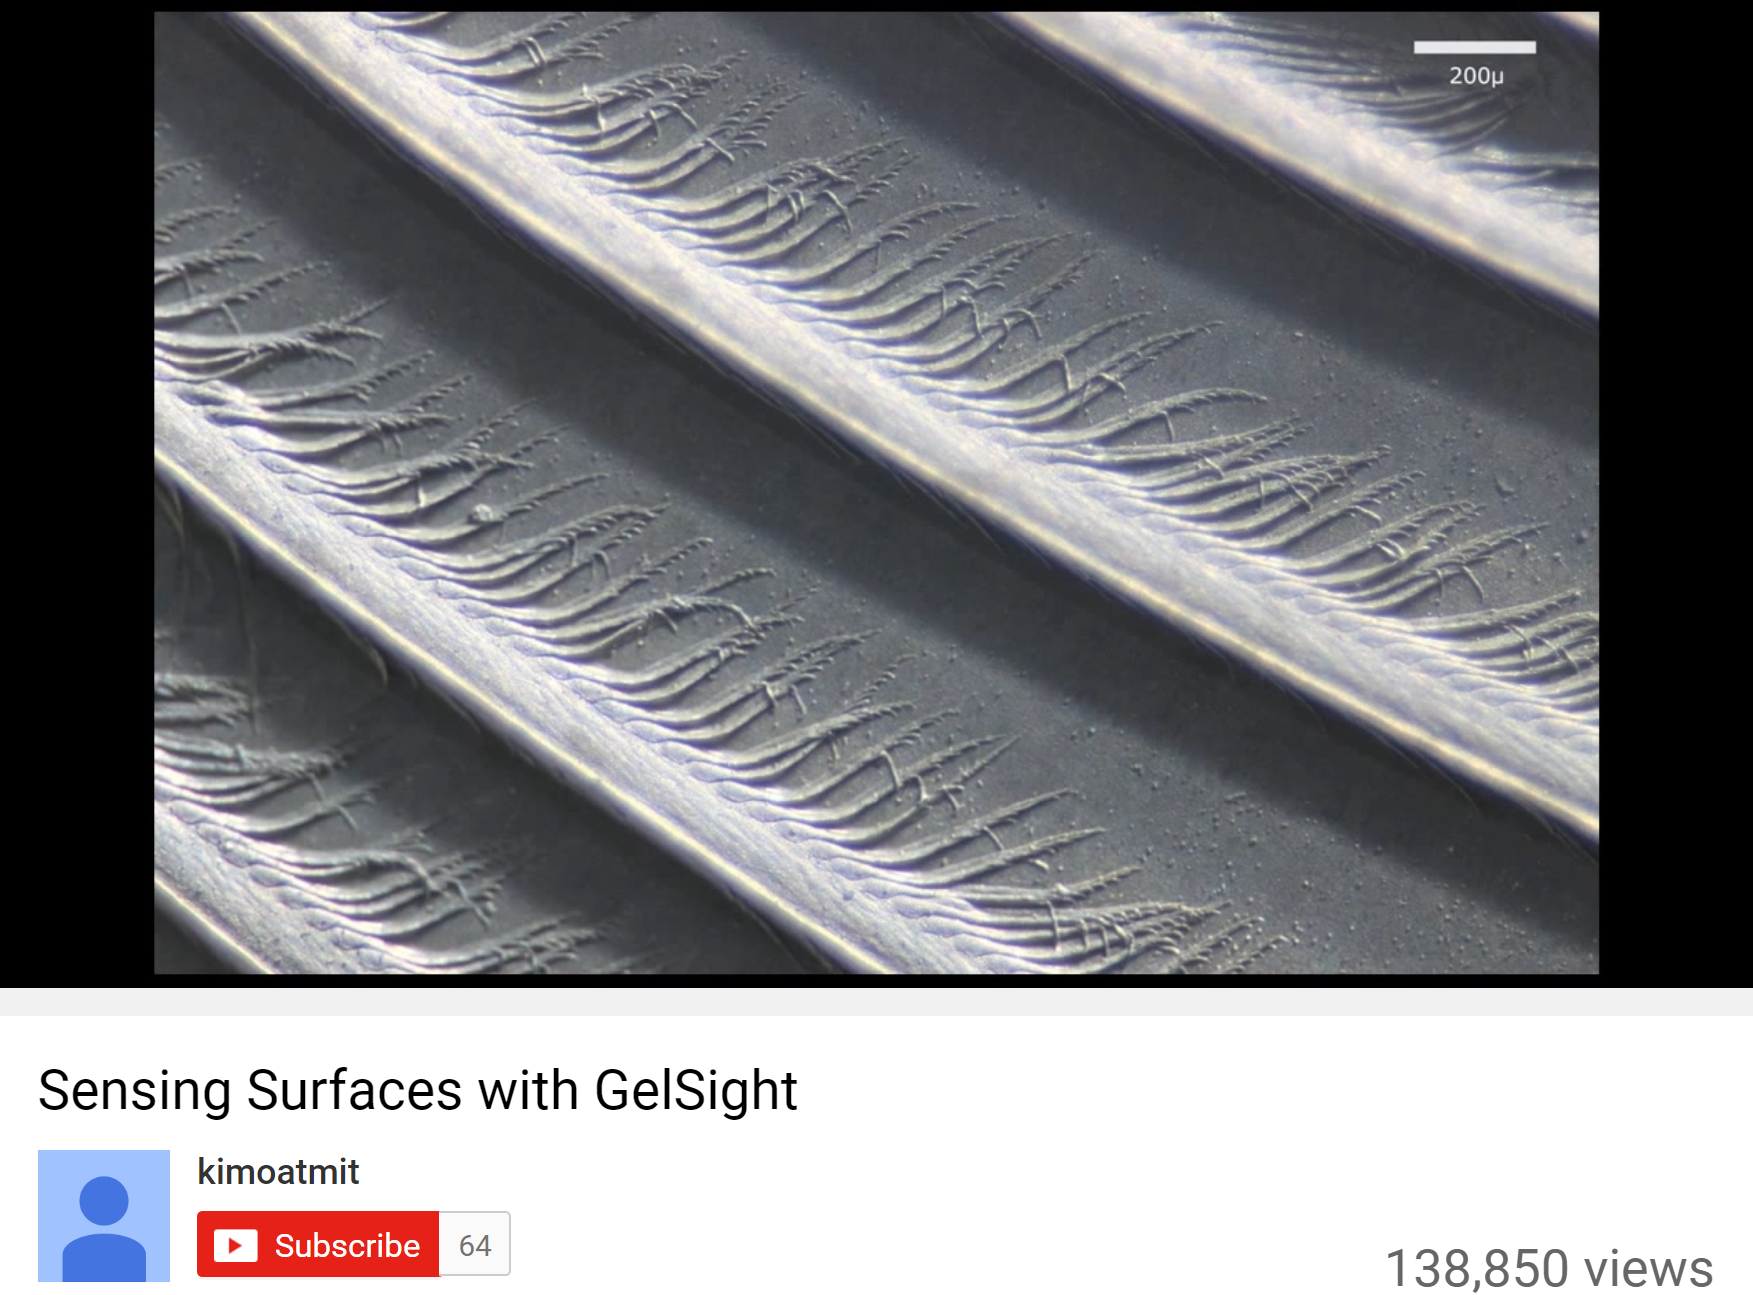 200µ
Sensing Surfaces with GelSight
kimoatmit
Subscribe 64
138,850 views